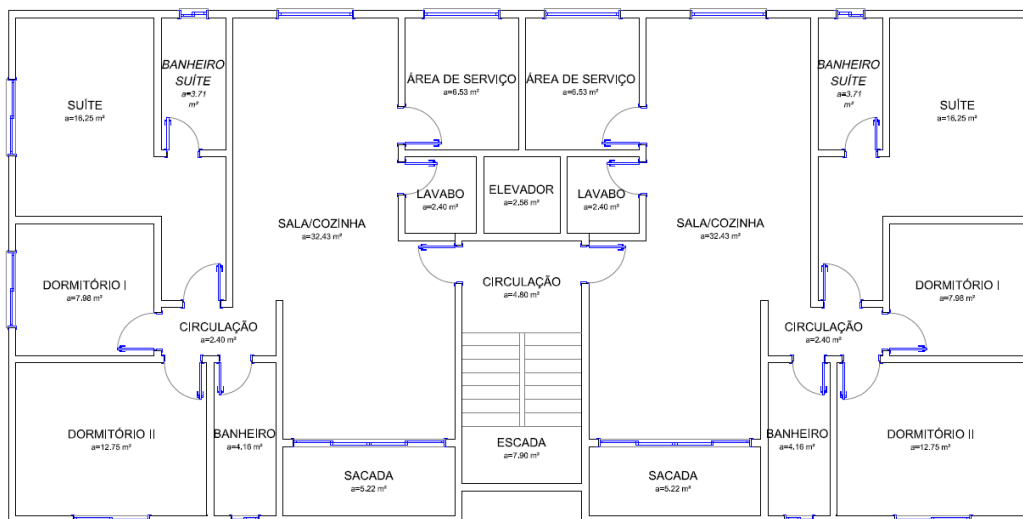 SUÍTE
a=16.25 m²
BANHEIRO
SUÍTE
a=3.71
m²
ÁREA DE SERVIÇO
a=6.53 m²
ÁREA DE SERVIÇO
a=6.53 m²
BANHEIRO
SUÍTE
a=3.71
m²
SUÍTE
a=16.25 m²
LAVABO
a=2.40 m²
ELEVADOR
a=2.56 m²
LAVABO
a=2.40 m²
SALA/COZINHA
a=32.43 m²
SALA/COZINHA
a=32.43 m²
DORMITÓRIO I
a=7.98 m²
CIRCULAÇÃO
a=4.80 m²
DORMITÓRIO I
a=7.98 m²
CIRCULAÇÃO
a=2.40 m²
CIRCULAÇÃO
a=2.40 m²
DORMITÓRIO II
a=12.75 m²
BANHEIRO
a=4.16 m²
ESCADA
a=7.90 m²
BANHEIRO
a=4.16 m²
DORMITÓRIO II
a=12.75 m²
SACADA
a=5.22 m²
SACADA
a=5.22 m²